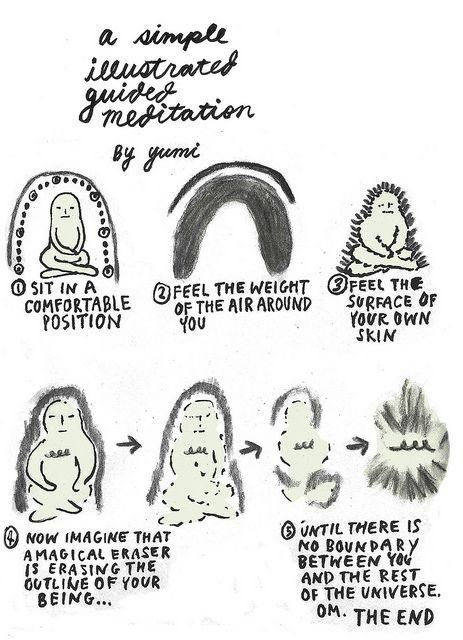 a simple
illustrated
guided
meditation
by yumi
① SIT IN A
COMFORTABLE
POSITION
② FEEL THE WEIGHT
OF THE AIR AROUND
YOU
③ FEEL THE
SURFACE OF
YOUR OWN
SKIN
④ NOW IMAGINE THAT
A MAGICAL ERASER
IS ERASING THE
OUTLINE OF YOUR
BEING...
⑤ UNTIL THERE IS
NO BOUNDARY
BETWEEN YOU
AND THE REST
OF THE UNIVERSE.
OM. THE END